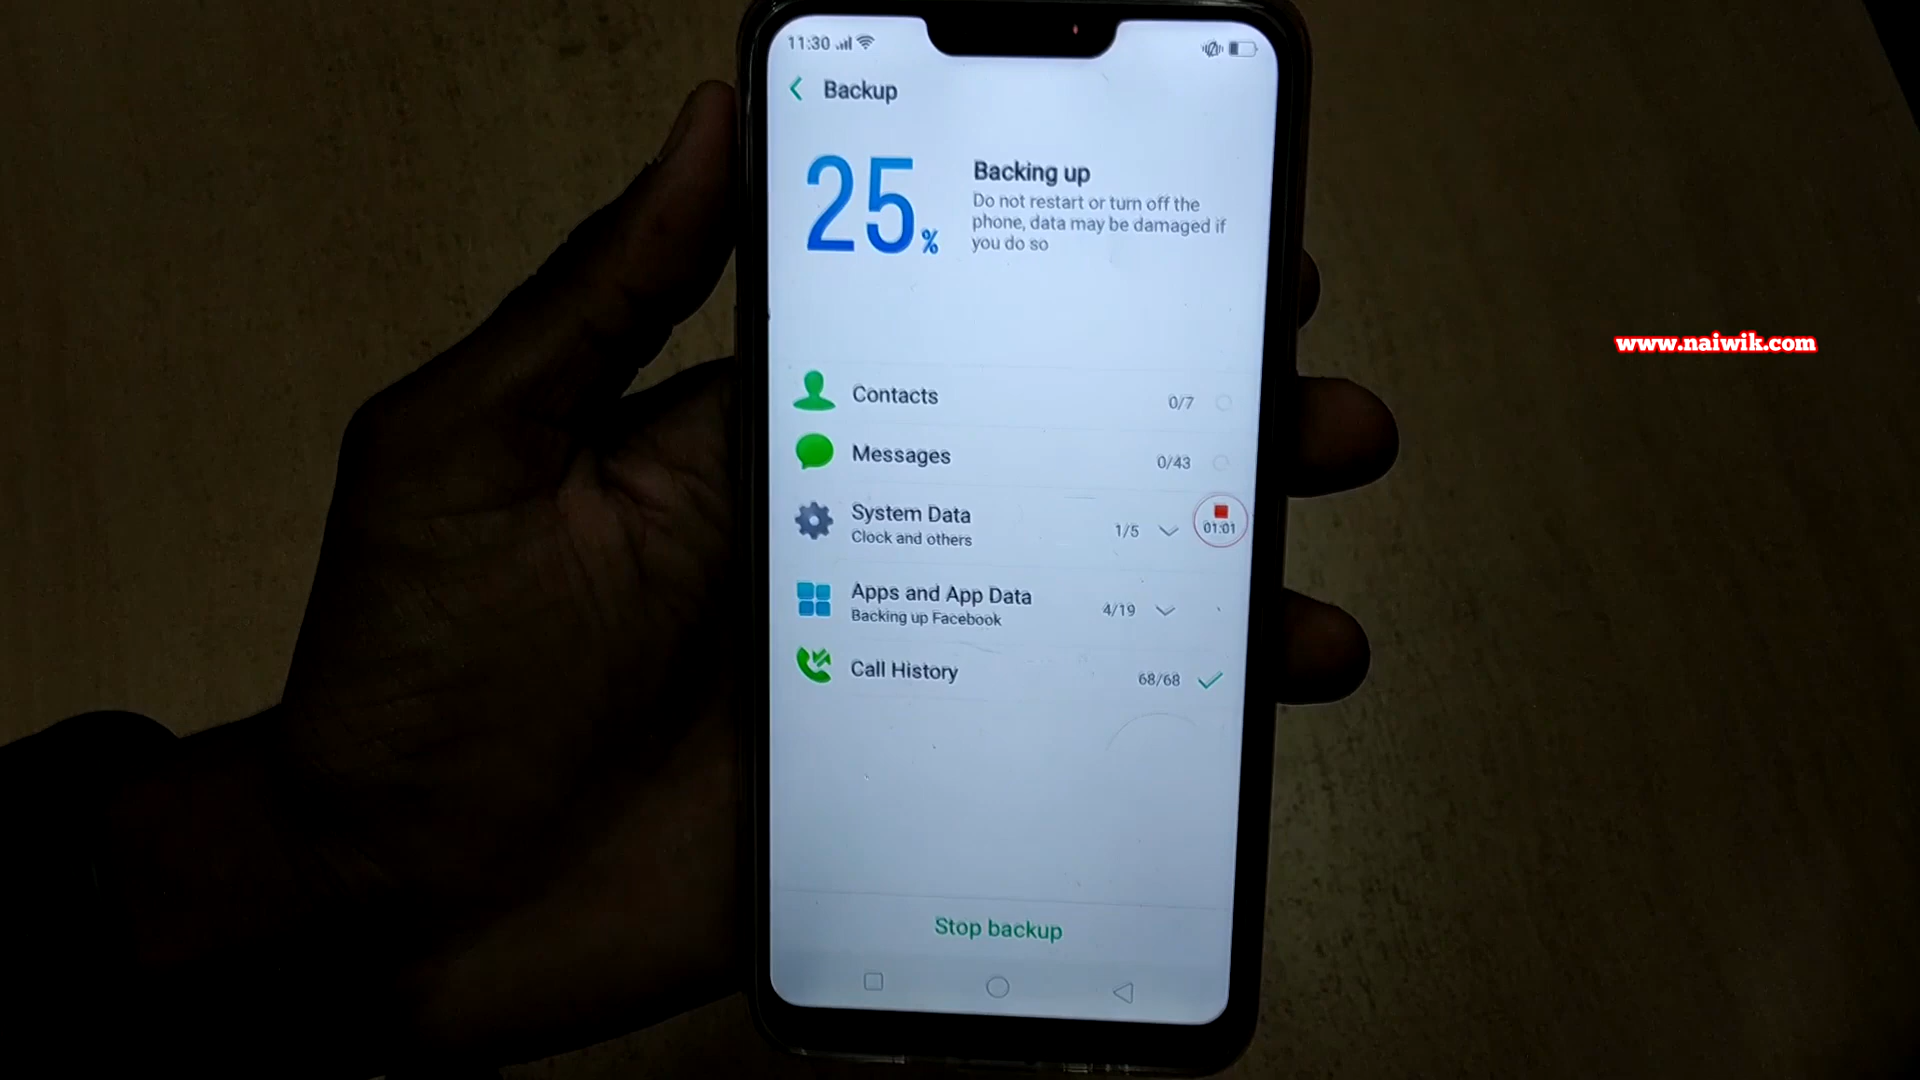 11:30
Backup
25%
Backing up
Do not restart or turn off the
phone, data may be damaged if
you do so
Contacts
0/7
Messages
0/43
System Data
Clock and others
1/5
01:01
Apps and App Data
Backing up Facebook
4/19
Call History
68/68
Stop backup
www.naiwik.com